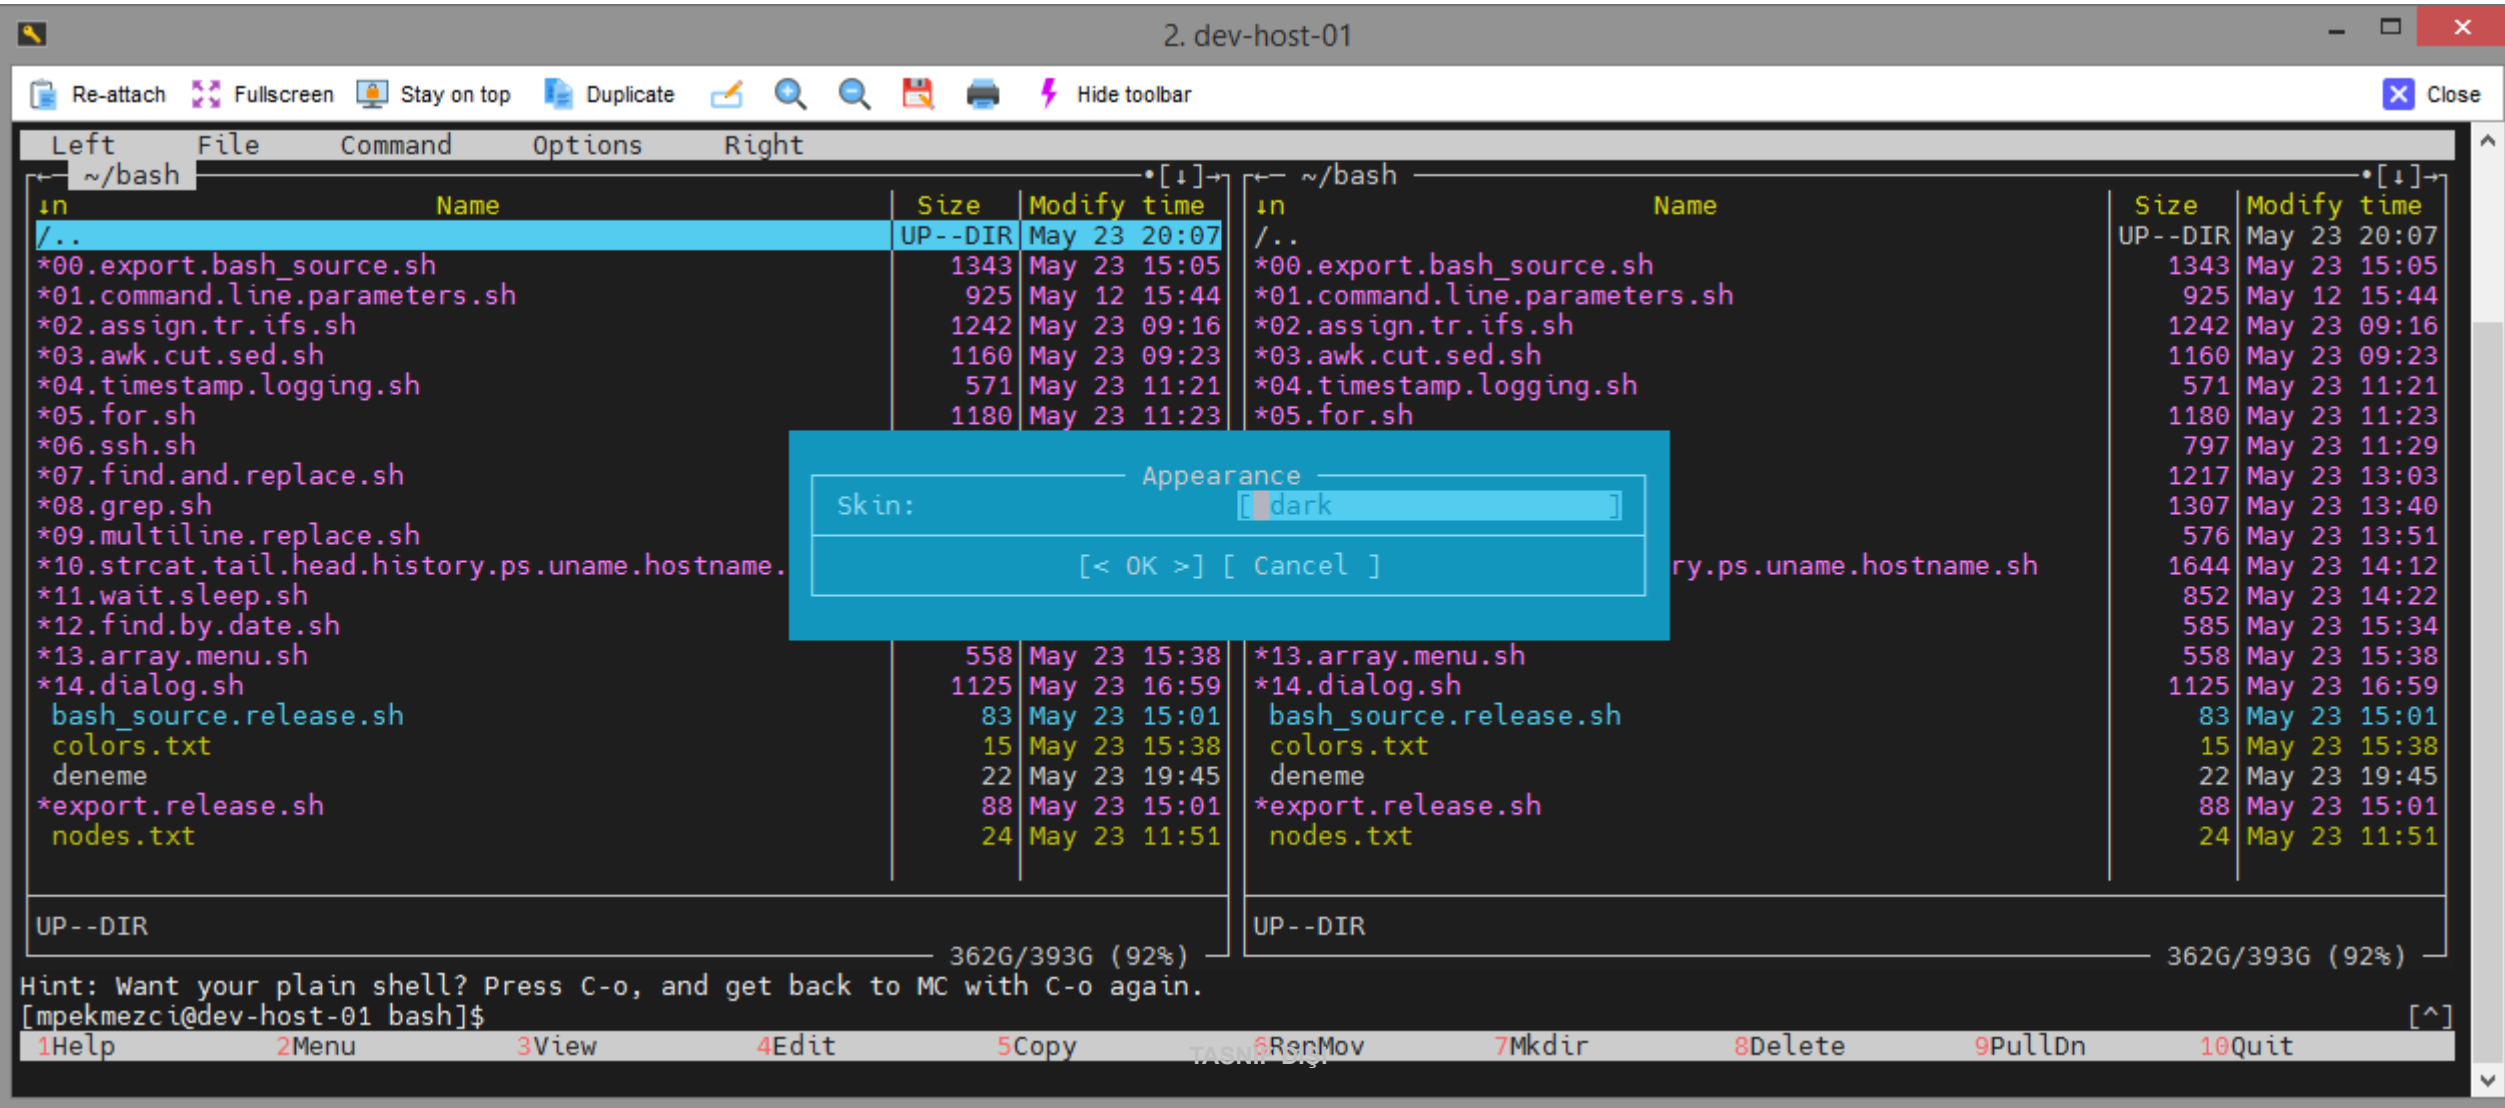 2. dev-host-01
Re-attach Fullscreen Stay on top Duplicate Hide toolbar Close
Left File Command Options Right
┌←─ ~/bash ─•[↓]→┐┌←─ ~/bash ─•[↓]→┐
↓n Name │ Size │Modify time ↓n Name │ Size │Modify time
/.. │UP--DIR│May 23 20:07 /.. │UP--DIR│May 23 20:07
*00.export.bash_source.sh │ 1343│May 23 15:05 *00.export.bash_source.sh │ 1343│May 23 15:05
*01.command.line.parameters.sh │ 925│May 12 15:44 *01.command.line.parameters.sh │ 925│May 12 15:44
*02.assign.tr.ifs.sh │ 1242│May 23 09:16 *02.assign.tr.ifs.sh │ 1242│May 23 09:16
*03.awk.cut.sed.sh │ 1160│May 23 09:23 *03.awk.cut.sed.sh │ 1160│May 23 09:23
*04.timestamp.logging.sh │ 571│May 23 11:21 *04.timestamp.logging.sh │ 571│May 23 11:21
*05.for.sh │ 1180│May 23 11:23 *05.for.sh │ 1180│May 23 11:23
*06.ssh.sh 797│May 23 11:29
*07.find.and.replace.sh Appearance 1217│May 23 13:03
*08.grep.sh Skin: [ dark ] 1307│May 23 13:40
*09.multiline.replace.sh 576│May 23 13:51
*10.strcat.tail.head.history.ps.uname.hostname. [< OK >] [ Cancel ] ry.ps.uname.hostname.sh │ 1644│May 23 14:12
*11.wait.sleep.sh 852│May 23 14:22
*12.find.by.date.sh 585│May 23 15:34
*13.array.menu.sh │ 558│May 23 15:38 *13.array.menu.sh │ 558│May 23 15:38
*14.dialog.sh │ 1125│May 23 16:59 *14.dialog.sh │ 1125│May 23 16:59
bash_source.release.sh │ 83│May 23 15:01 bash_source.release.sh │ 83│May 23 15:01
colors.txt │ 15│May 23 15:38 colors.txt │ 15│May 23 15:38
deneme │ 22│May 23 19:45 deneme │ 22│May 23 19:45
*export.release.sh │ 88│May 23 15:01 *export.release.sh │ 88│May 23 15:01
nodes.txt │ 24│May 23 11:51 nodes.txt │ 24│May 23 11:51
UP--DIR UP--DIR
362G/393G (92%) 362G/393G (92%)
Hint: Want your plain shell? Press C-o, and get back to MC with C-o again.
[mpekmezci@dev-host-01 bash]$ [^]
1Help 2Menu 3View 4Edit 5Copy 6RenMov 7Mkdir 8Delete 9PullDn 10Quit
TASNİF DIŞI